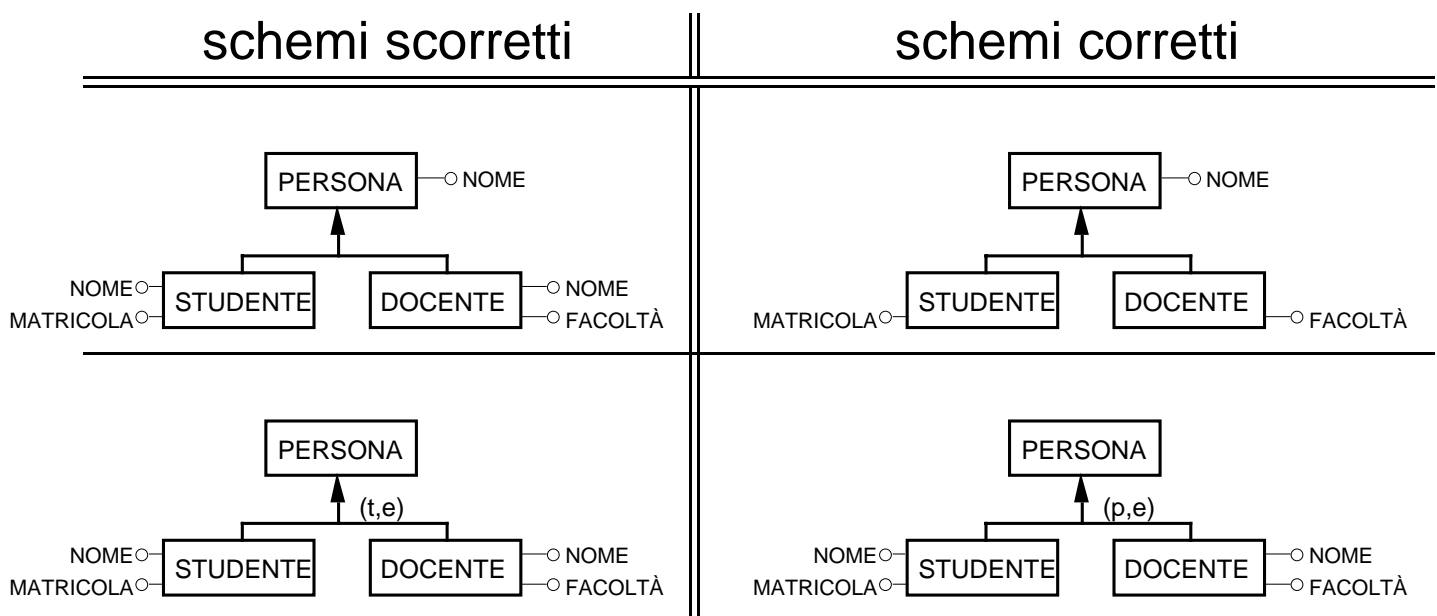 schemi scorretti
schemi corretti
PERSONA NOME
NOME STUDENTE DOCENTE NOME
MATRICOLA FACOLTÀ
PERSONA NOME
STUDENTE DOCENTE
MATRICOLA FACOLTÀ
PERSONA
(t,e)
NOME STUDENTE DOCENTE NOME
MATRICOLA FACOLTÀ
PERSONA
(p,e)
NOME STUDENTE DOCENTE NOME
MATRICOLA FACOLTÀ